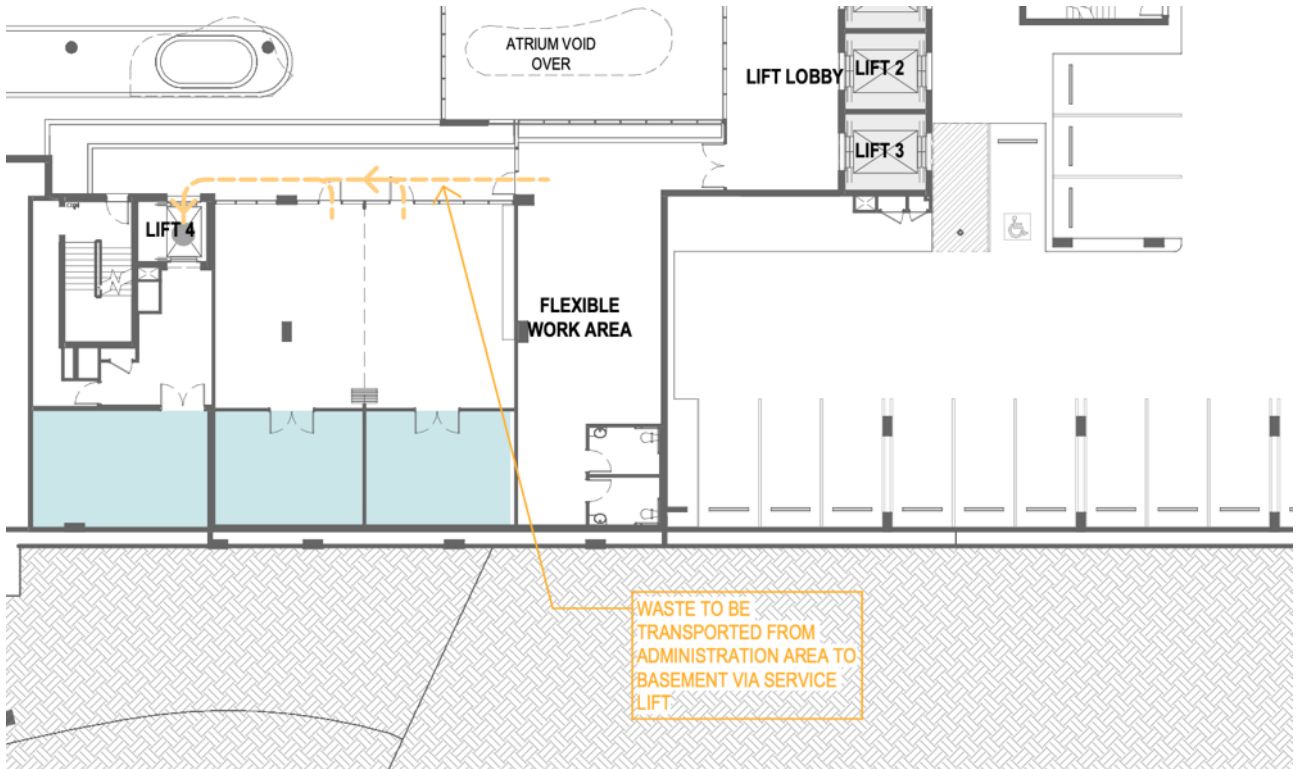 ATRIUM VOID
OVER
LIFT LOBBY
LIFT 2
LIFT 3
LIFT 4
FLEXIBLE
WORK AREA
WASTE TO BE
TRANSPORTED FROM
ADMINISTRATION AREA TO
BASEMENT VIA SERVICE
LIFT